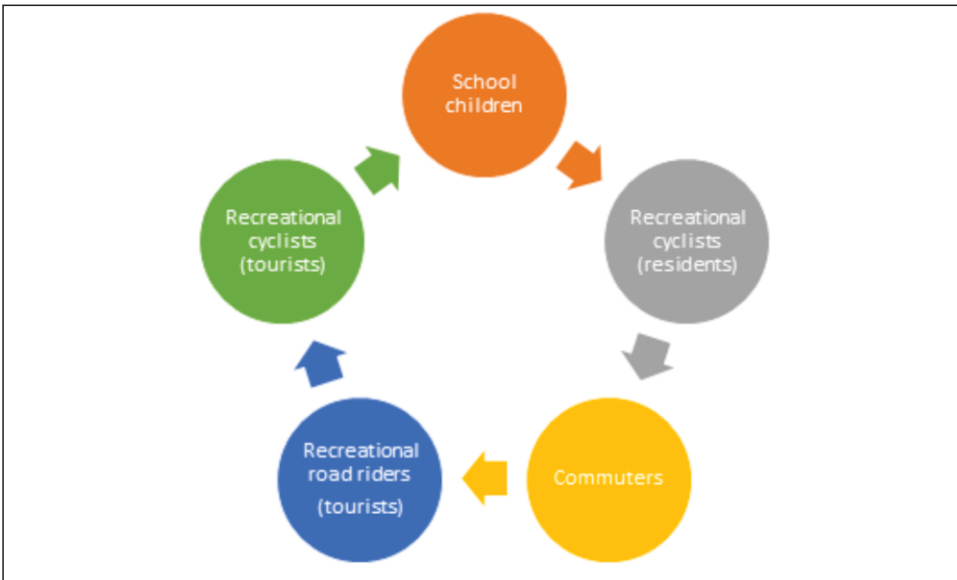 School
children
Recreational
cyclists
(residents)
Commuters
Recreational
road riders
(tourists)
Recreational
cyclists
(tourists)